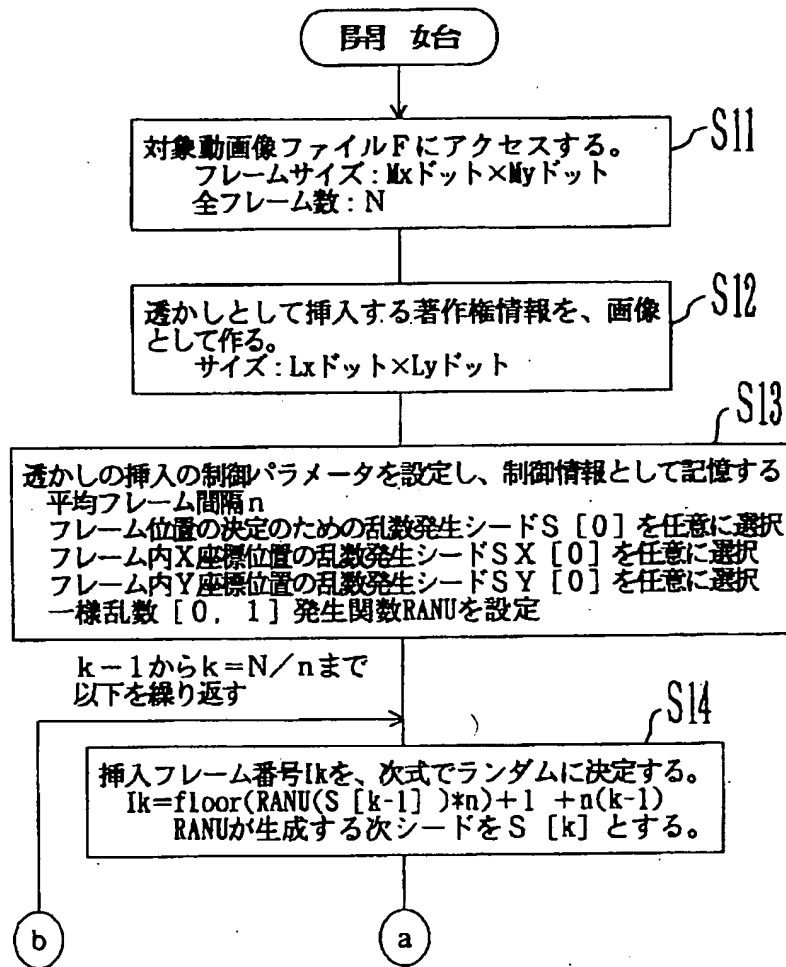 開 始
対象動画像ファイルFにアクセスする。
フレームサイズ:Mxドット×Myドット
全フレーム数:N
S11
透かしとして挿入する著作権情報を、画像
として作る。
サイズ:Lxドット×Lyドット
S12
S13
透かしの挿入の制御パラメータを設定し、制御情報として記憶する
平均フレーム間隔n
フレーム位置の決定のための乱数発生シードS [0] を任意に選択
フレーム内X座標位置の乱数発生シードSX [0] を任意に選択
フレーム内Y座標位置の乱数発生シードSY [0] を任意に選択
一様乱数 [0, 1] 発生関数RANUを設定
k-1からk=N/nまで
以下を繰り返す
S14
挿入フレーム番号Ikを、次式でランダムに決定する。
Ik=floor(RANU(S [k-1] )*n)+1 +n(k-1)
RANUが生成する次シードをS [k] とする。
b
a